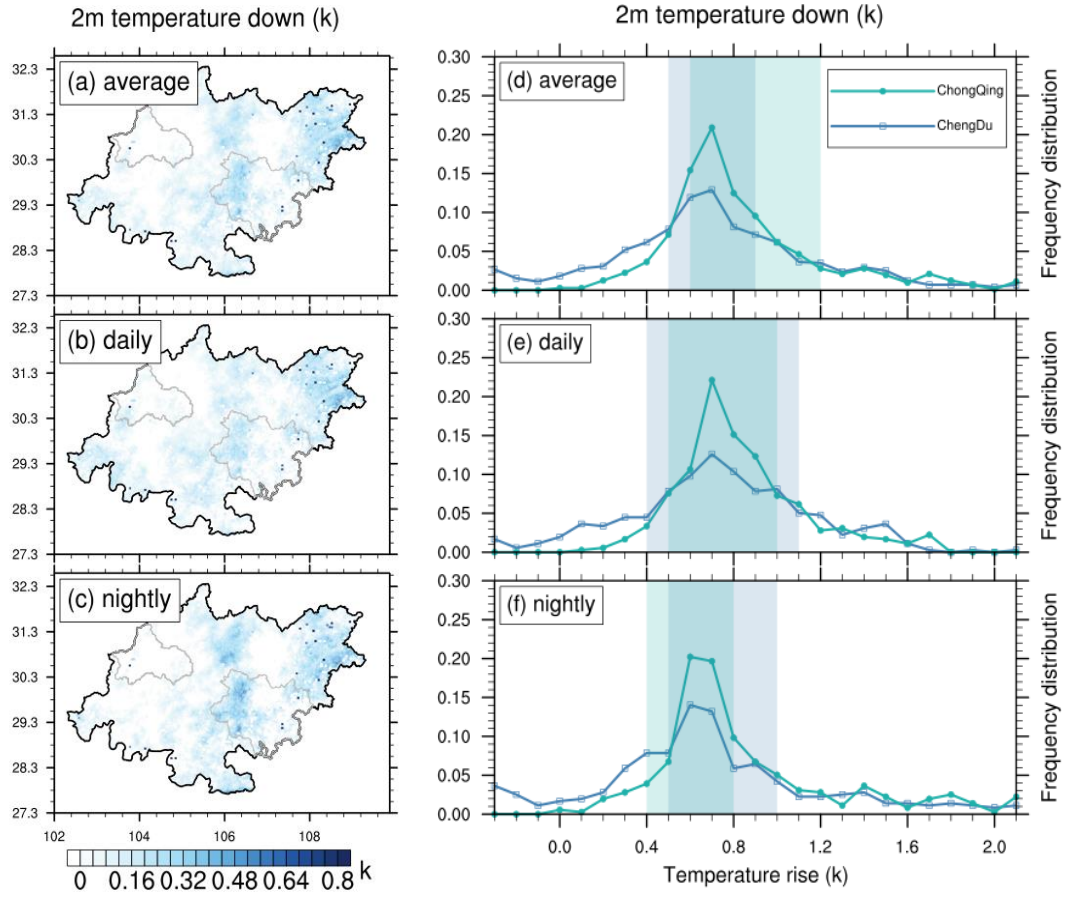 2m temperature down (k)
(a) average
32.3
31.3
30.3
29.3
28.3
27.3
(b) daily
32.3
31.3
30.3
29.3
28.3
27.3
(c) nightly
32.3
31.3
30.3
29.3
28.3
27.3
102 104 106 108
0 0.16 0.32 0.48 0.64 0.8 k
2m temperature down (k)
(d) average
ChongQing
ChengDu
0.30
0.25
0.20
0.15
0.10
0.05
0.00
Frequency distribution
(e) daily
0.30
0.25
0.20
0.15
0.10
0.05
0.00
Frequency distribution
(f) nightly
0.30
0.25
0.20
0.15
0.10
0.05
0.00
Frequency distribution
0.0 0.4 0.8 1.2 1.6 2.0
Temperature rise (k)